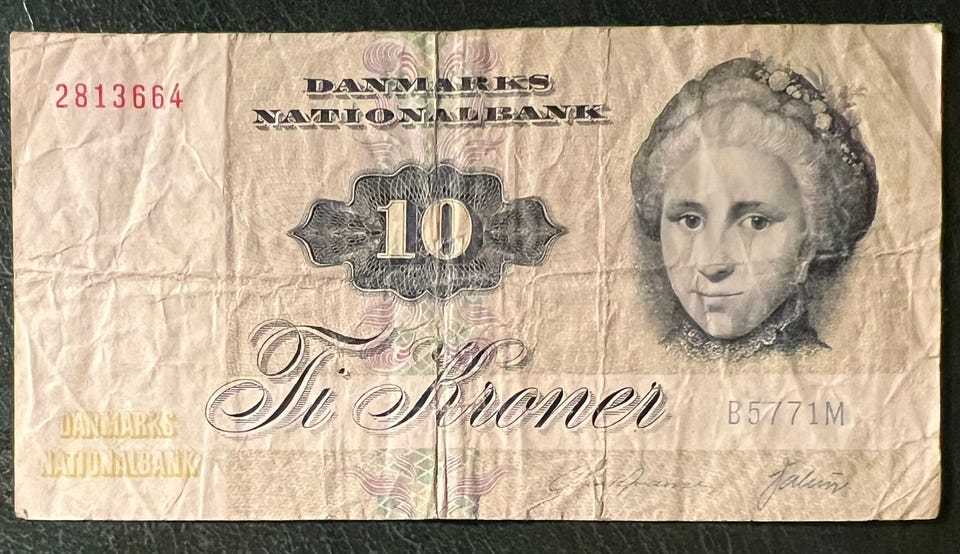 2813664
DANMARKS
NATIONALBANK
10
Ti Kroner
B5771M
DANMARKS
NATIONALBANK